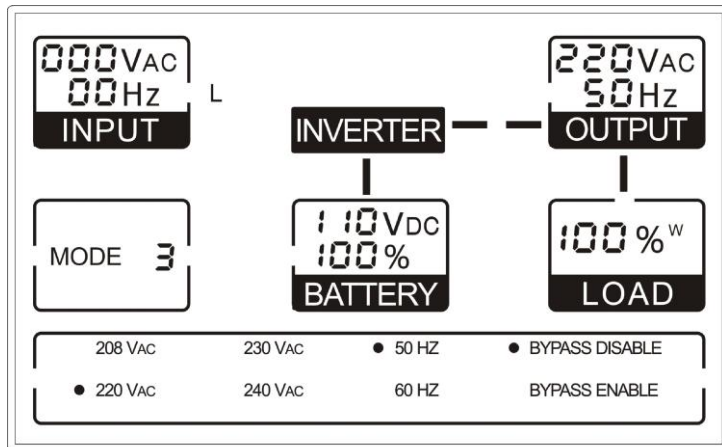 000VAC
00Hz
INPUT
L
INVERTER
220VAC
50Hz
OUTPUT
MODE 3
110VDC
100%
BATTERY
100%W
LOAD
208 VAC 230 VAC ● 50 HZ ● BYPASS DISABLE
● 220 VAC 240 VAC 60 HZ BYPASS ENABLE